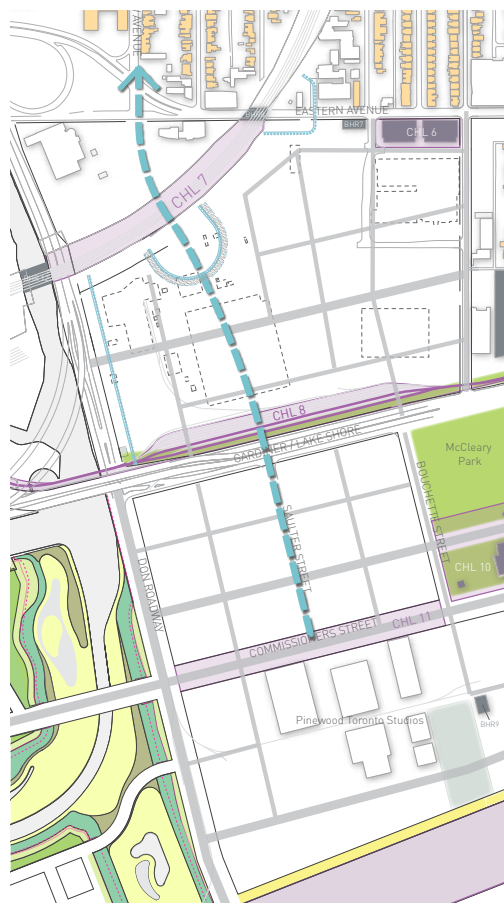 AVENUE
EASTERN AVENUE
BHR7
CHL 6
CHL 7
CHL 8
GARDINER / LAKE SHORE
McCleary
Park
BOUCHETTE STREET
SAULTER STREET
DON ROADWAY
CHL 10
COMMISSIONERS STREET
CHL 11
Pinewood Toronto Studios
BHR9